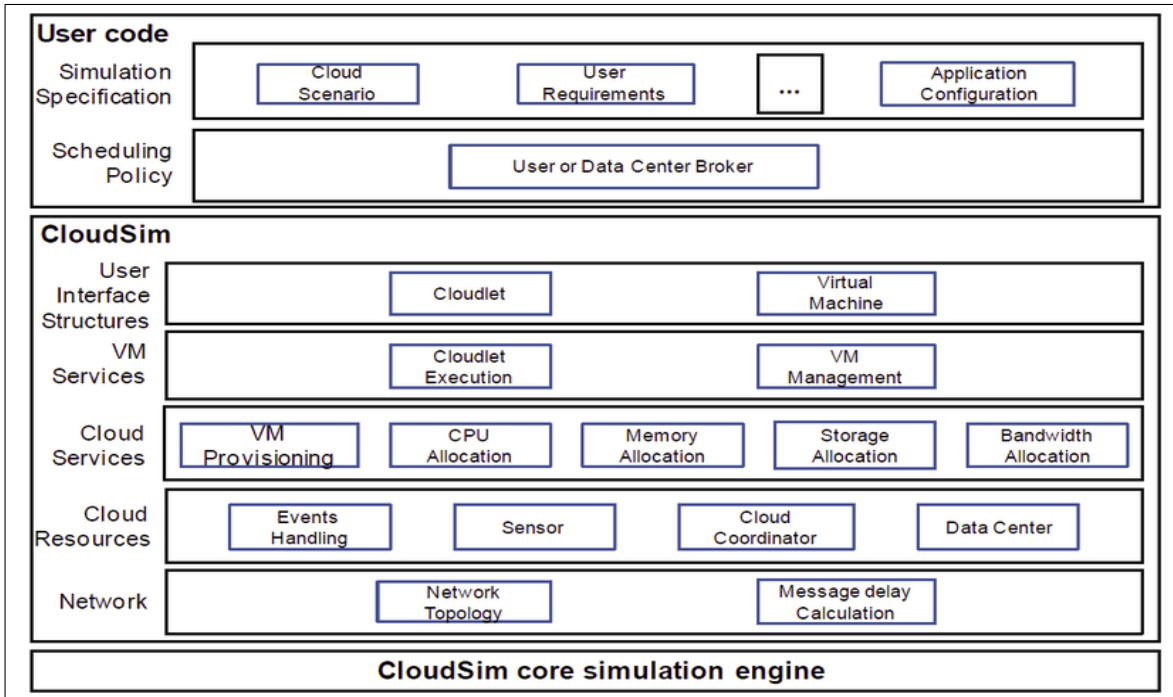 User code
Simulation
Specification
Cloud
Scenario
User
Requirements
...
Application
Configuration
Scheduling
Policy
User or Data Center Broker
CloudSim
User
Interface
Structures
Cloudlet
Virtual
Machine
VM
Services
Cloudlet
Execution
VM
Management
Cloud
Services
VM
Provisioning
CPU
Allocation
Memory
Allocation
Storage
Allocation
Bandwidth
Allocation
Cloud
Resources
Events
Handling
Sensor
Cloud
Coordinator
Data Center
Network
Network
Topology
Message delay
Calculation
CloudSim core simulation engine